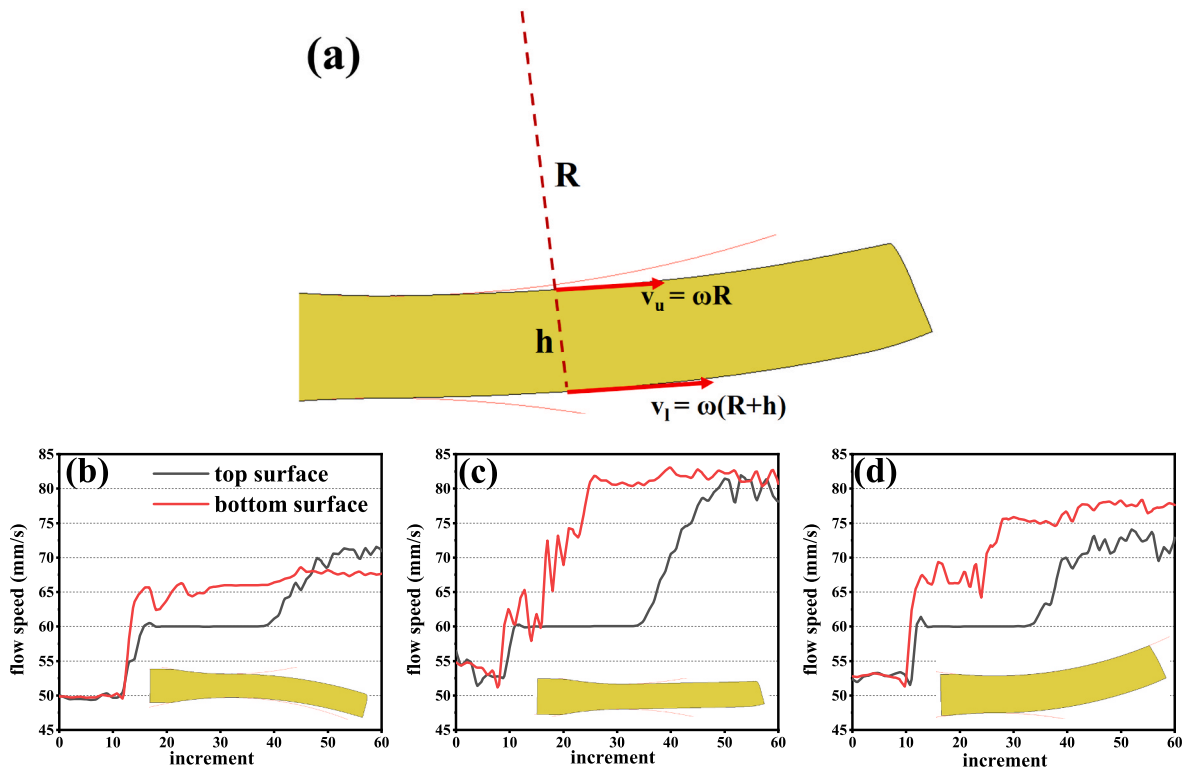 (a)
R
v_u = ωR
h
v_l = ω(R+h)
(b)
top surface
bottom surface
flow speed (mm/s)
85
80
75
70
65
60
55
50
45
0 10 20 30 40 50 60
increment
(c)
flow speed (mm/s)
85
80
75
70
65
60
55
50
45
0 10 20 30 40 50 60
increment
(d)
flow speed (mm/s)
85
80
75
70
65
60
55
50
45
0 10 20 30 40 50 60
increment